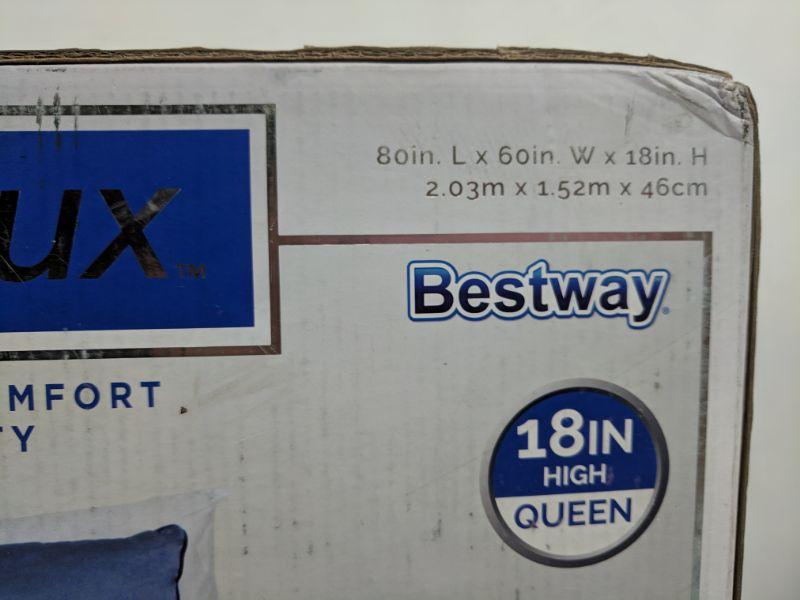 80in. L x 60in. W x 18in. H
2.03m x 1.52m x 46cm
ux™
Bestway®
MFORT
TY
18IN
HIGH
QUEEN